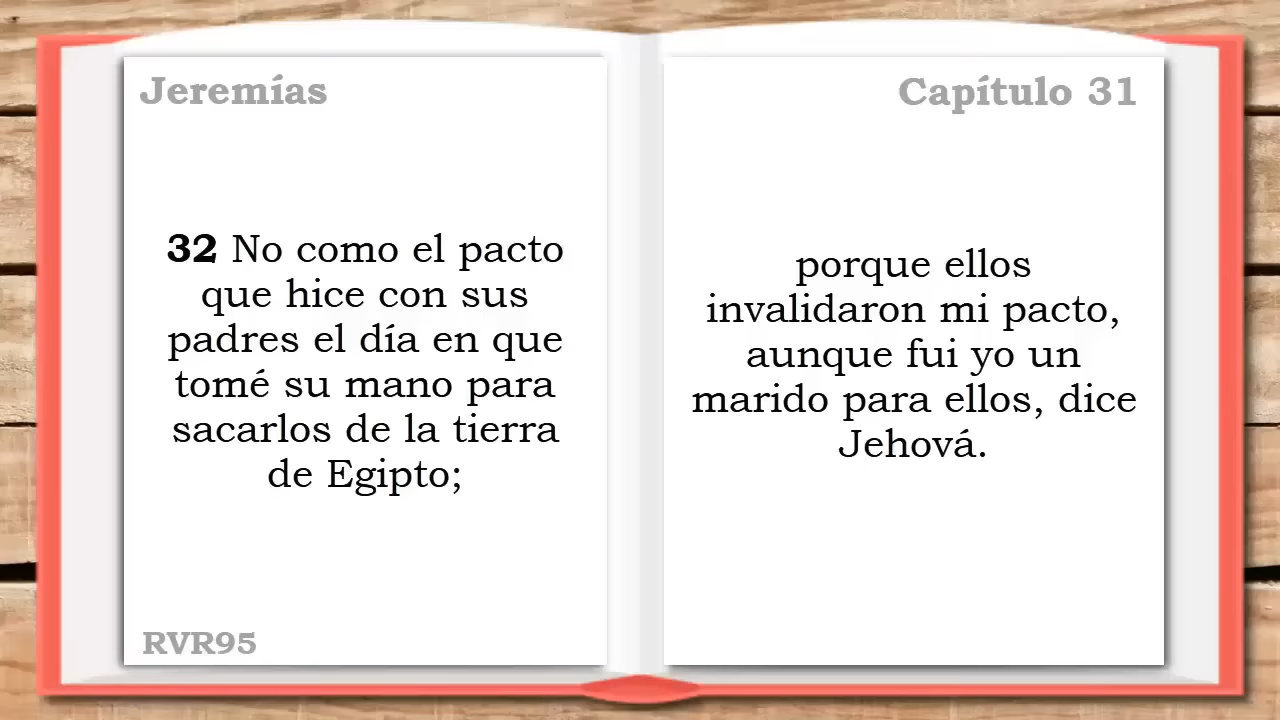 Jeremías
32 No como el pacto
que hice con sus
padres el día en que
tomé su mano para
sacarlos de la tierra
de Egipto;
RVR95
Capítulo 31
porque ellos
invalidaron mi pacto,
aunque fui yo un
marido para ellos, dice
Jehová.